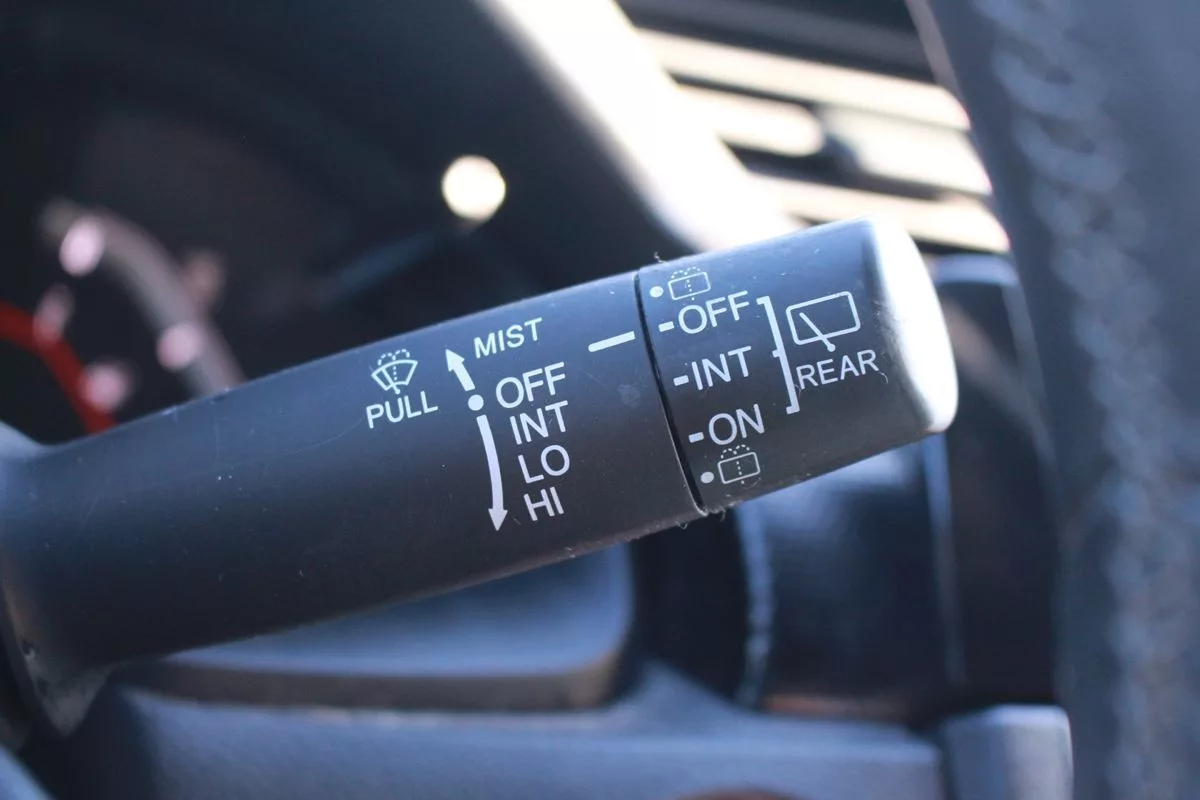 PULL
MIST
OFF
INT
LO
HI
OFF
INT
ON
REAR